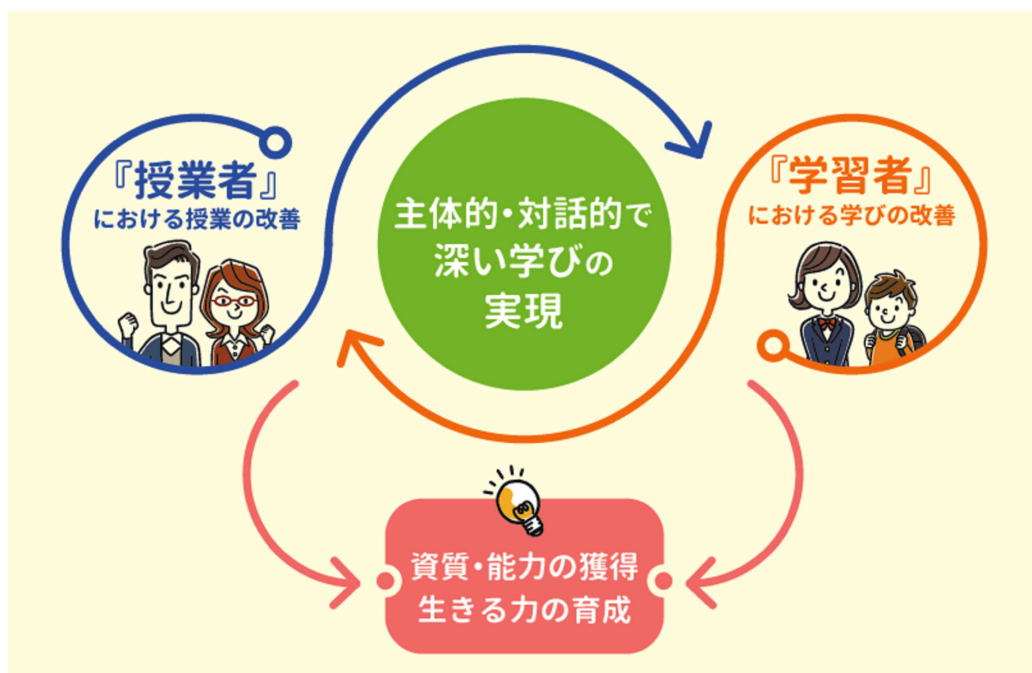 『授業者』
における授業の改善
主体的・対話的で
深い学びの
実現
『学習者』
における学びの改善
資質・能力の獲得
生きる力の育成